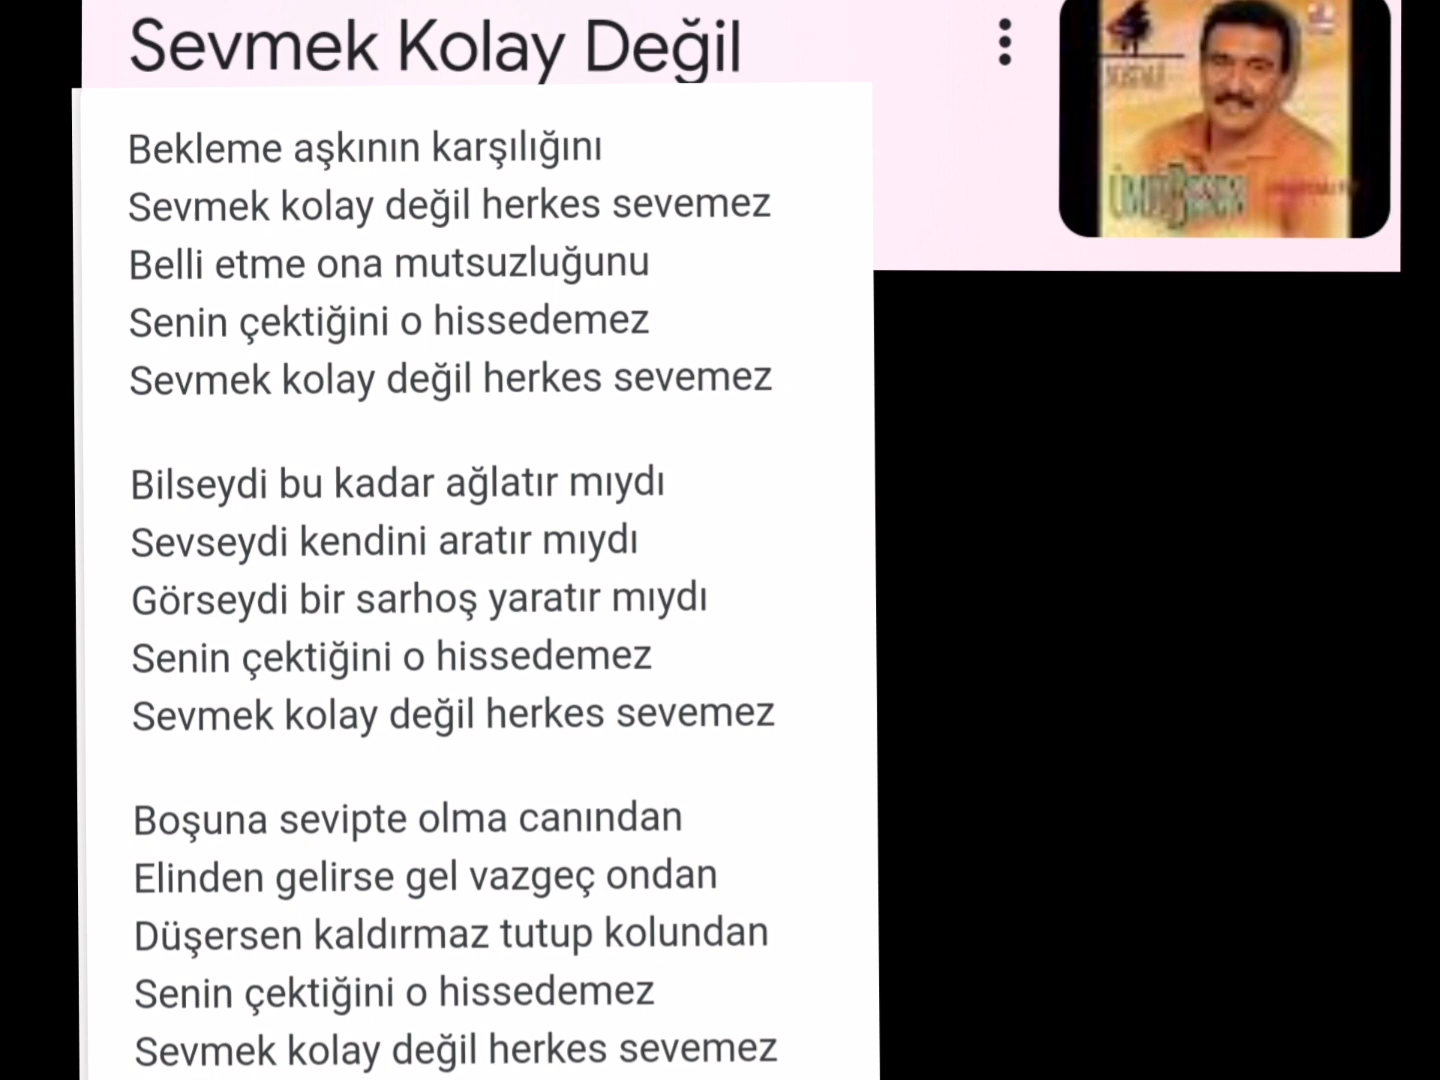 Sevmek Kolay Değil
Bekleme aşkının karşılığını
Sevmek kolay değil herkes sevemez
Belli etme ona mutsuzluğunu
Senin çektiğini o hissedemez
Sevmek kolay değil herkes sevemez
Bilseydi bu kadar ağlatır mıydı
Sevseydi kendini aratır mıydı
Görseydi bir sarhoş yaratır mıydı
Senin çektiğini o hissedemez
Sevmek kolay değil herkes sevemez
Boşuna sevipte olma canından
Elinden gelirse gel vazgeç ondan
Düşersen kaldırmaz tutup kolundan
Senin çektiğini o hissedemez
Sevmek kolay değil herkes sevemez
ÜMİT BESEN